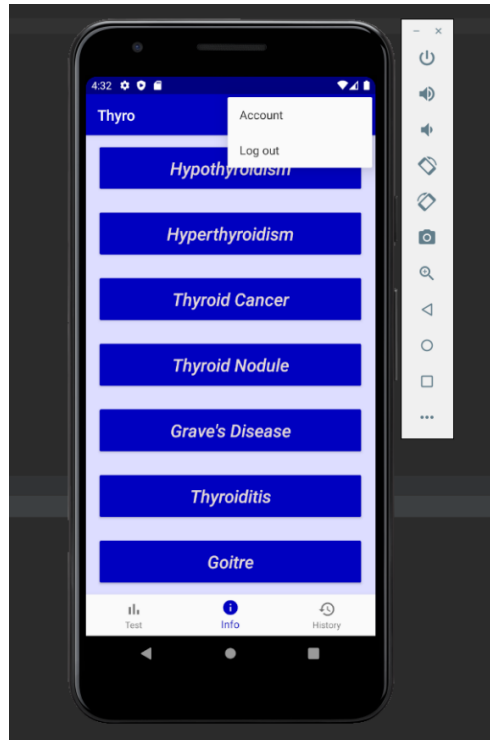 4:32
Thyro
Account
Log out
Hypothyroidism
Hyperthyroidism
Thyroid Cancer
Thyroid Nodule
Grave's Disease
Thyroiditis
Goitre
Test
Info
History